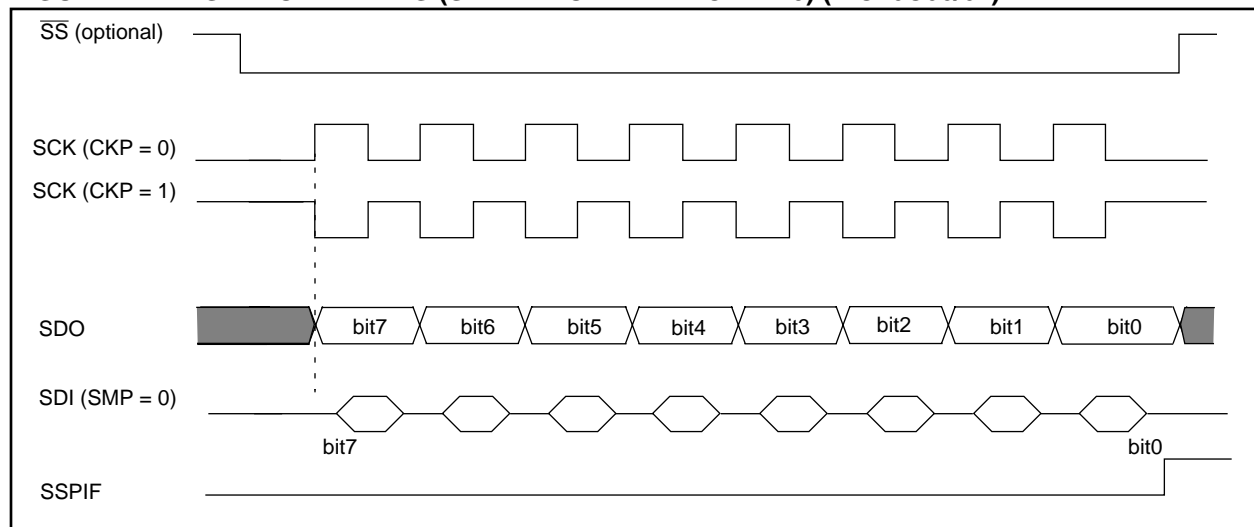 SS (optional)
SCK (CKP = 0)
SCK (CKP = 1)
SDO
bit7 bit6 bit5 bit4 bit3 bit2 bit1 bit0
SDI (SMP = 0)
bit7 bit0
SSPIF